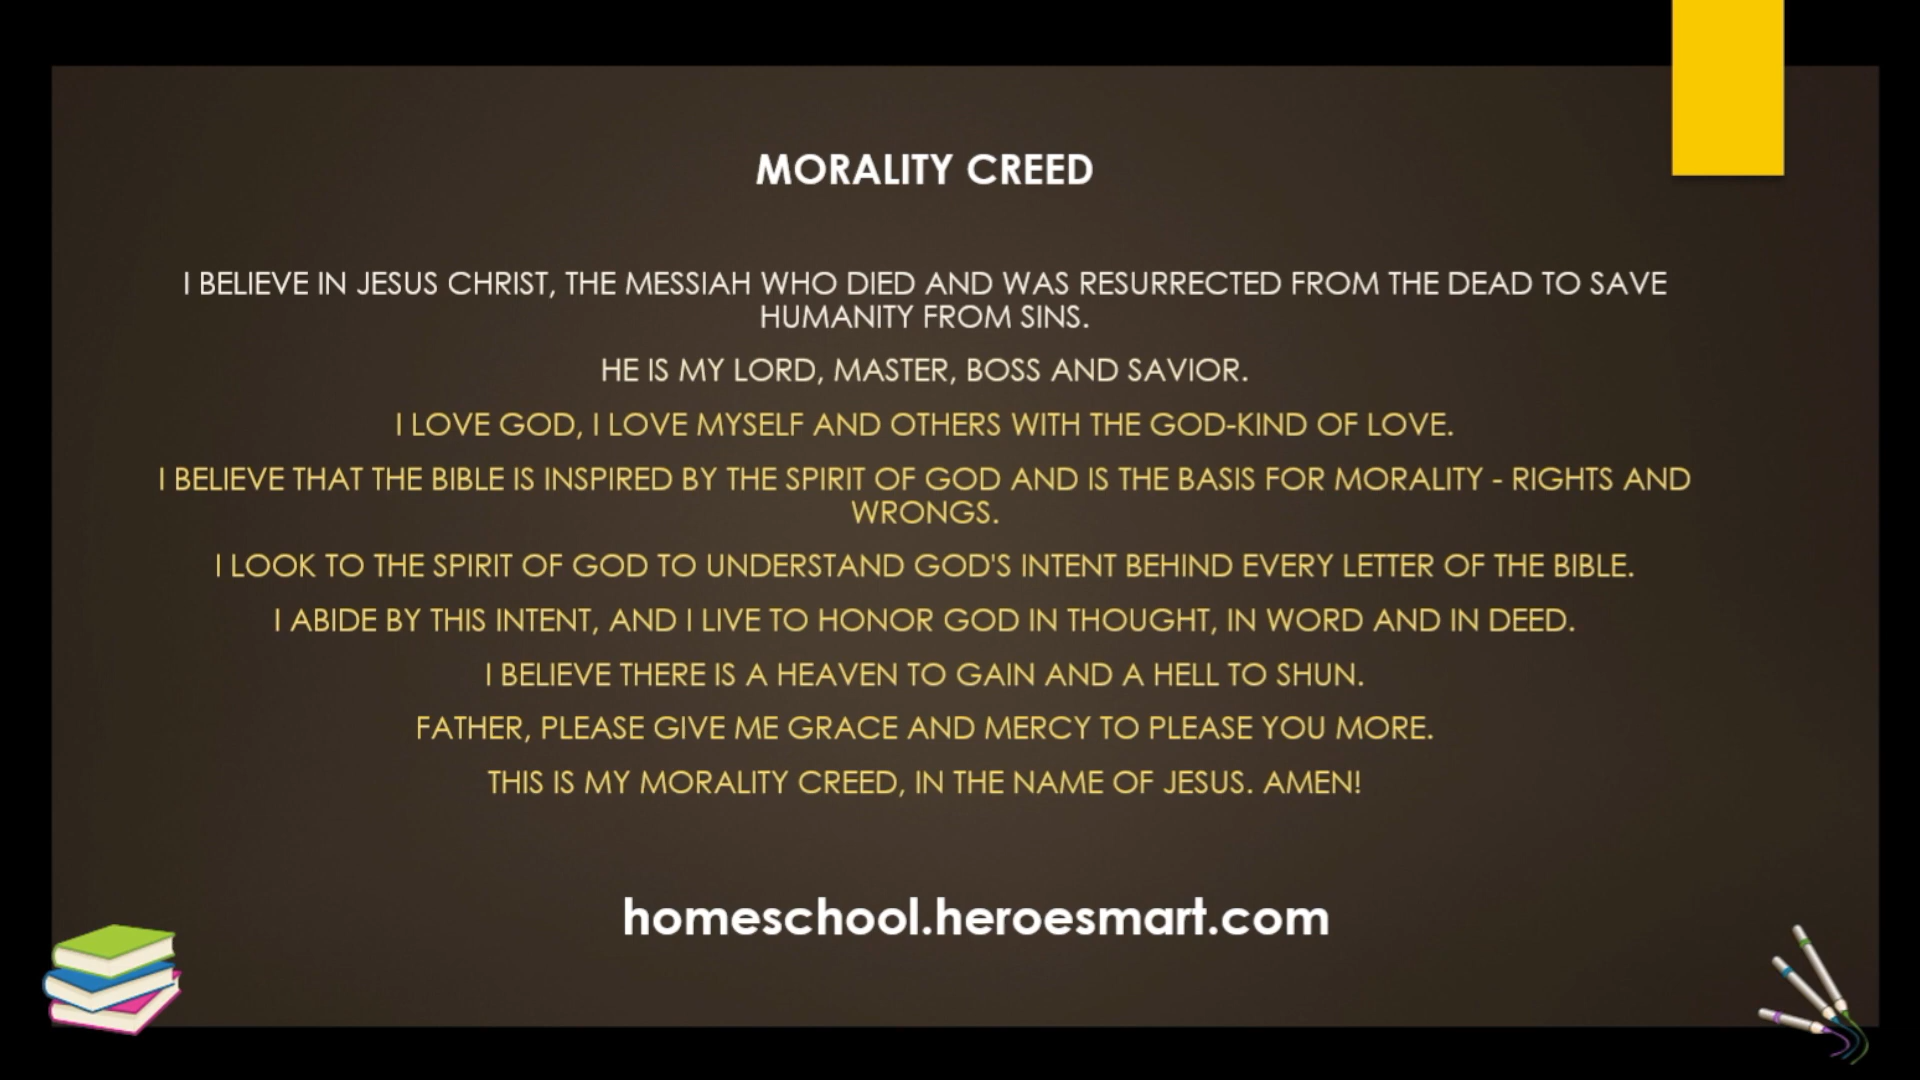 MORALITY CREED
I BELIEVE IN JESUS CHRIST, THE MESSIAH WHO DIED AND WAS RESURRECTED FROM THE DEAD TO SAVE
HUMANITY FROM SINS.
HE IS MY LORD, MASTER, BOSS AND SAVIOR.
I LOVE GOD, I LOVE MYSELF AND OTHERS WITH THE GOD-KIND OF LOVE.
I BELIEVE THAT THE BIBLE IS INSPIRED BY THE SPIRIT OF GOD AND IS THE BASIS FOR MORALITY - RIGHTS AND
WRONGS.
I LOOK TO THE SPIRIT OF GOD TO UNDERSTAND GOD'S INTENT BEHIND EVERY LETTER OF THE BIBLE.
I ABIDE BY THIS INTENT, AND I LIVE TO HONOR GOD IN THOUGHT, IN WORD AND IN DEED.
I BELIEVE THERE IS A HEAVEN TO GAIN AND A HELL TO SHUN.
FATHER, PLEASE GIVE ME GRACE AND MERCY TO PLEASE YOU MORE.
THIS IS MY MORALITY CREED, IN THE NAME OF JESUS. AMEN!
homeschool.heroesmart.com